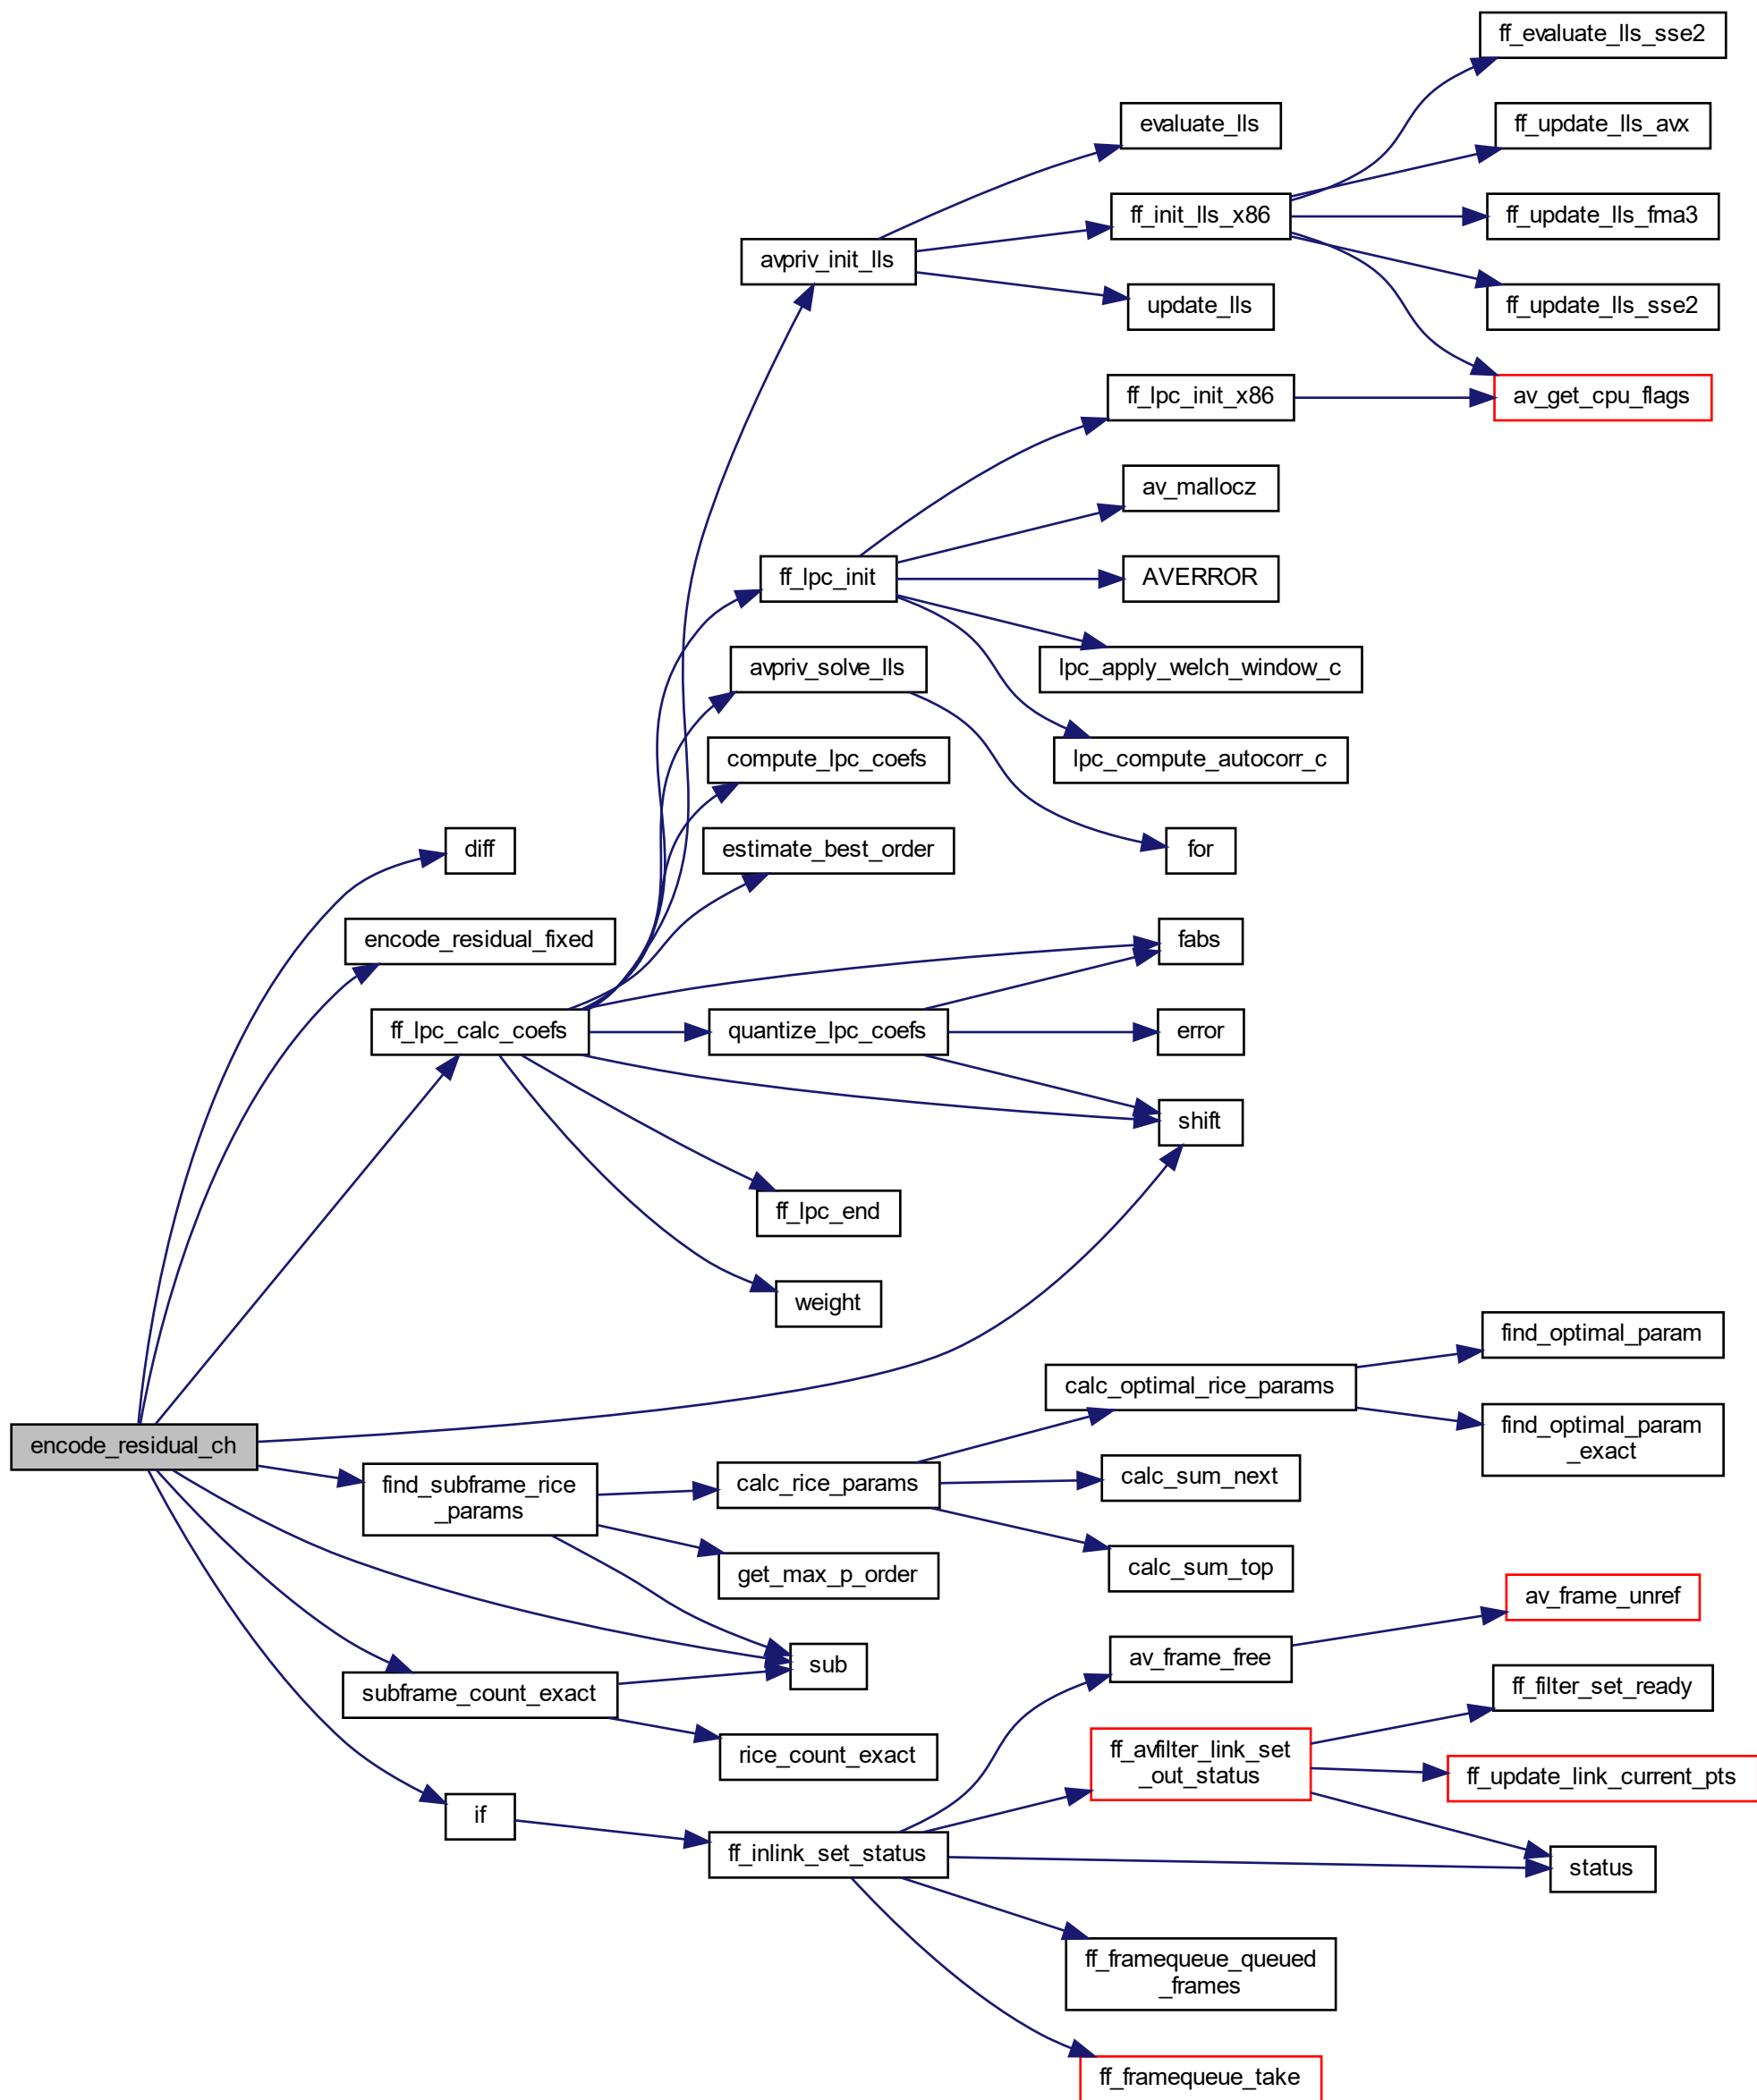 ff_evaluate_lls_sse2
evaluate_lls
ff_update_lls_avx
ff_init_lls_x86
ff_update_lls_fma3
avpriv_init_lls
update_lls
ff_update_lls_sse2
ff_lpc_init_x86
av_get_cpu_flags
av_mallocz
ff_lpc_init
AVERROR
avpriv_solve_lls
lpc_apply_welch_window_c
compute_lpc_coefs
lpc_compute_autocorr_c
diff
estimate_best_order
for
encode_residual_fixed
fabs
ff_lpc_calc_coefs
quantize_lpc_coefs
error
shift
ff_lpc_end
weight
find_optimal_param
calc_optimal_rice_params
encode_residual_ch
find_optimal_param
_exact
find_subframe_rice
_params
calc_rice_params
calc_sum_next
get_max_p_order
calc_sum_top
av_frame_unref
sub
av_frame_free
subframe_count_exact
ff_filter_set_ready
rice_count_exact
ff_avfilter_link_set
_out_status
ff_update_link_current_pts
if
ff_inlink_set_status
status
ff_framequeue_queued
_frames
ff_framequeue_take